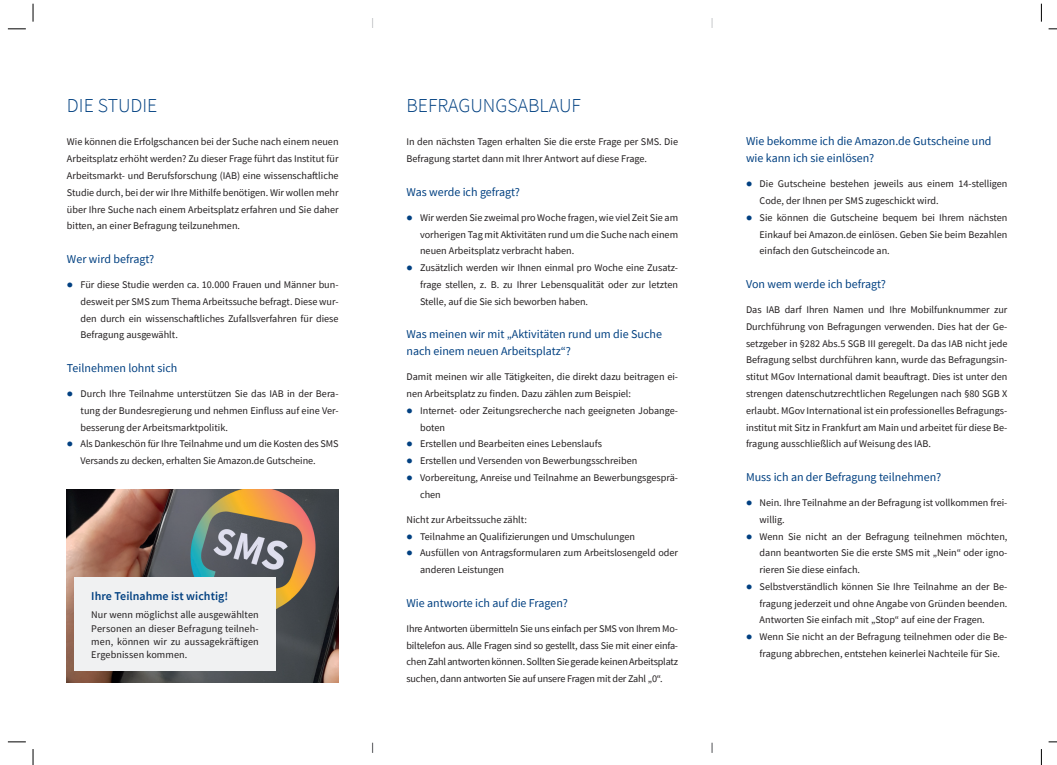 DIE STUDIE
Wie können die Erfolgschancen bei der Suche nach einem neuen
Arbeitsplatz erhöht werden? Zu dieser Frage führt das Institut für
Arbeitsmarkt- und Berufsforschung (IAB) eine wissenschaftliche
Studie durch, bei der wir Ihre Mithilfe benötigen. Wir wollen mehr
über Ihre Suche nach einem Arbeitsplatz erfahren und Sie daher
bitten, an einer Befragung teilzunehmen.
Wer wird befragt?
● Für diese Studie werden ca. 10.000 Frauen und Männer bun-
desweit per SMS zum Thema Arbeitssuche befragt. Diese wur-
den durch ein wissenschaftliches Zufallsverfahren für diese
Befragung ausgewählt.
Teilnehmen lohnt sich
● Durch Ihre Teilnahme unterstützen Sie das IAB in der Bera-
tung der Bundesregierung und nehmen Einfluss auf eine Ver-
besserung der Arbeitsmarktpolitik.
● Als Dankeschön für Ihre Teilnahme und um die Kosten des SMS
Versands zu decken, erhalten Sie Amazon.de Gutscheine.
SMS
Ihre Teilnahme ist wichtig!
Nur wenn möglichst alle ausgewählten
Personen an dieser Befragung teilneh-
men, können wir zu aussagekräftigen
Ergebnissen kommen.
BEFRAGUNGSABLAUF
In den nächsten Tagen erhalten Sie die erste Frage per SMS. Die
Befragung startet dann mit Ihrer Antwort auf diese Frage.
Was werde ich gefragt?
● Wir werden Sie zweimal pro Woche fragen, wie viel Zeit Sie am
vorherigen Tag mit Aktivitäten rund um die Suche nach einem
neuen Arbeitsplatz verbracht haben.
● Zusätzlich werden wir Ihnen einmal pro Woche eine Zusatz-
frage stellen, z. B. zu Ihrer Lebensqualität oder zur letzten
Stelle, auf die Sie sich beworben haben.
Was meinen wir mit „Aktivitäten rund um die Suche
nach einem neuen Arbeitsplatz“?
Damit meinen wir alle Tätigkeiten, die direkt dazu beitragen ei-
nen Arbeitsplatz zu finden. Dazu zählen zum Beispiel:
● Internet- oder Zeitungsrecherche nach geeigneten Jobange-
boten
● Erstellen und Bearbeiten eines Lebenslaufs
● Erstellen und Versenden von Bewerbungsschreiben
● Vorbereitung, Anreise und Teilnahme an Bewerbungsgesprä-
chen
Nicht zur Arbeitssuche zählt:
● Teilnahme an Qualifizierungen und Umschulungen
● Ausfüllen von Antragsformularen zum Arbeitslosengeld oder
anderen Leistungen
Wie antworte ich auf die Fragen?
Ihre Antworten übermitteln Sie uns einfach per SMS von Ihrem Mo-
biltelefon aus. Alle Fragen sind so gestellt, dass Sie mit einer einfa-
chen Zahl antworten können. Sollten Sie gerade keinen Arbeitsplatz
suchen, dann antworten Sie auf unsere Fragen mit der Zahl „0“.
Wie bekomme ich die Amazon.de Gutscheine und
wie kann ich sie einlösen?
● Die Gutscheine bestehen jeweils aus einem 14-stelligen
Code, der Ihnen per SMS zugeschickt wird.
● Sie können die Gutscheine bequem bei Ihrem nächsten
Einkauf bei Amazon.de einlösen. Geben Sie beim Bezahlen
einfach den Gutscheincode an.
Von wem werde ich befragt?
Das IAB darf Ihren Namen und Ihre Mobilfunknummer zur
Durchführung von Befragungen verwenden. Dies hat der Ge-
setzgeber in §282 Abs.5 SGB III geregelt. Da das IAB nicht jede
Befragung selbst durchführen kann, wurde das Befragungsin-
stitut MGov International damit beauftragt. Dies ist unter den
strengen datenschutzrechtlichen Regelungen nach §80 SGB X
erlaubt. MGov International ist ein professionelles Befragungs-
institut mit Sitz in Frankfurt am Main und arbeitet für diese Be-
fragung ausschließlich auf Weisung des IAB.
Muss ich an der Befragung teilnehmen?
● Nein. Ihre Teilnahme an der Befragung ist vollkommen frei-
willig.
● Wenn Sie nicht an der Befragung teilnehmen möchten,
dann beantworten Sie die erste SMS mit „Nein“ oder igno-
rieren Sie diese einfach.
● Selbstverständlich können Sie Ihre Teilnahme an der Be-
fragung jederzeit und ohne Angabe von Gründen beenden.
Antworten Sie einfach mit „Stop“ auf eine der Fragen.
● Wenn Sie nicht an der Befragung teilnehmen oder die Be-
fragung abbrechen, entstehen keinerlei Nachteile für Sie.